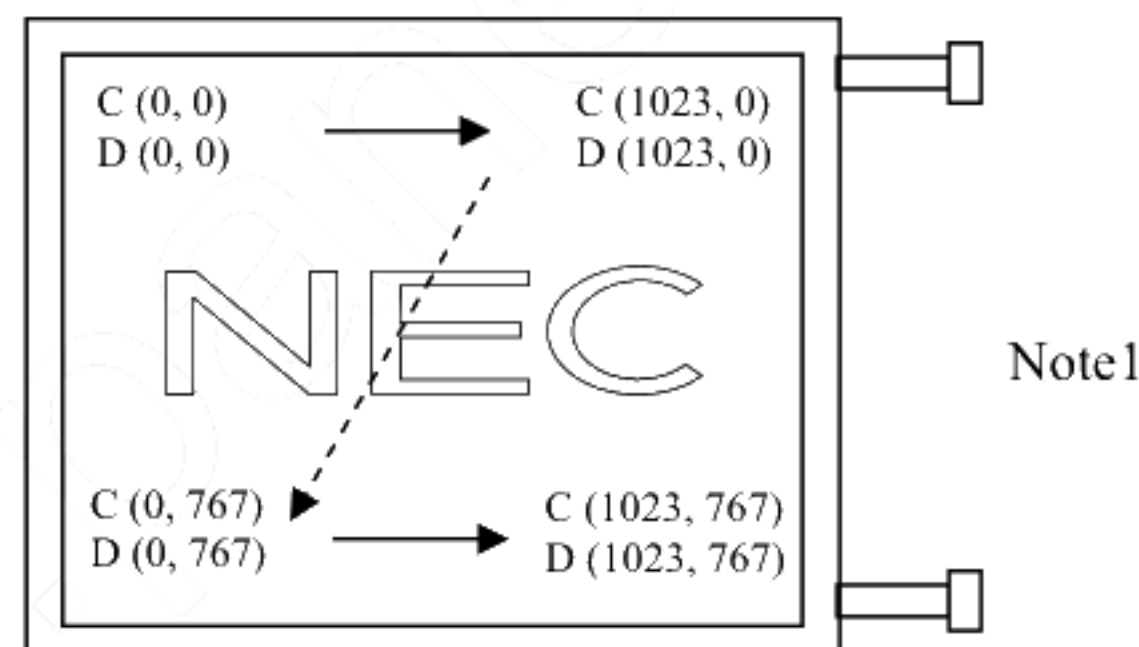 C (0, 0)
D (0, 0)
C (1023, 0)
D (1023, 0)
NEC
Note1
C (0, 767)
D (0, 767)
C (1023, 767)
D (1023, 767)